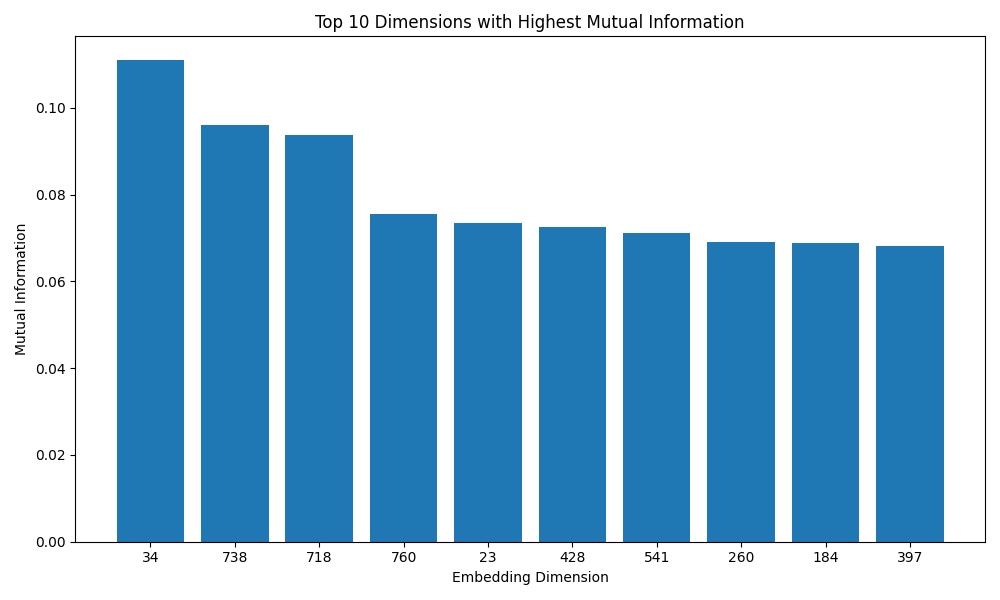 Top 10 Dimensions with Highest Mutual Information
Mutual Information
0.10
0.08
0.06
0.04
0.02
0.00
34 738 718 760 23 428 541 260 184 397
Embedding Dimension